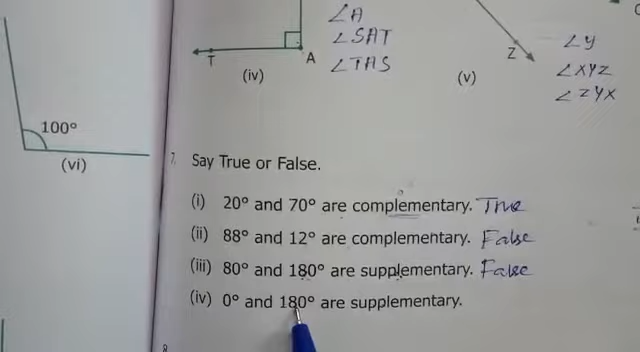 ∠A
∠SAT
∠TAS
T
A
(iv)
Z
(v)
∠Y
∠XYZ
∠ZYX
100°
(vi)
7. Say True or False.
(i) 20° and 70° are complementary. True
(ii) 88° and 12° are complementary. False
(iii) 80° and 180° are supplementary. False
(iv) 0° and 180° are supplementary.
8